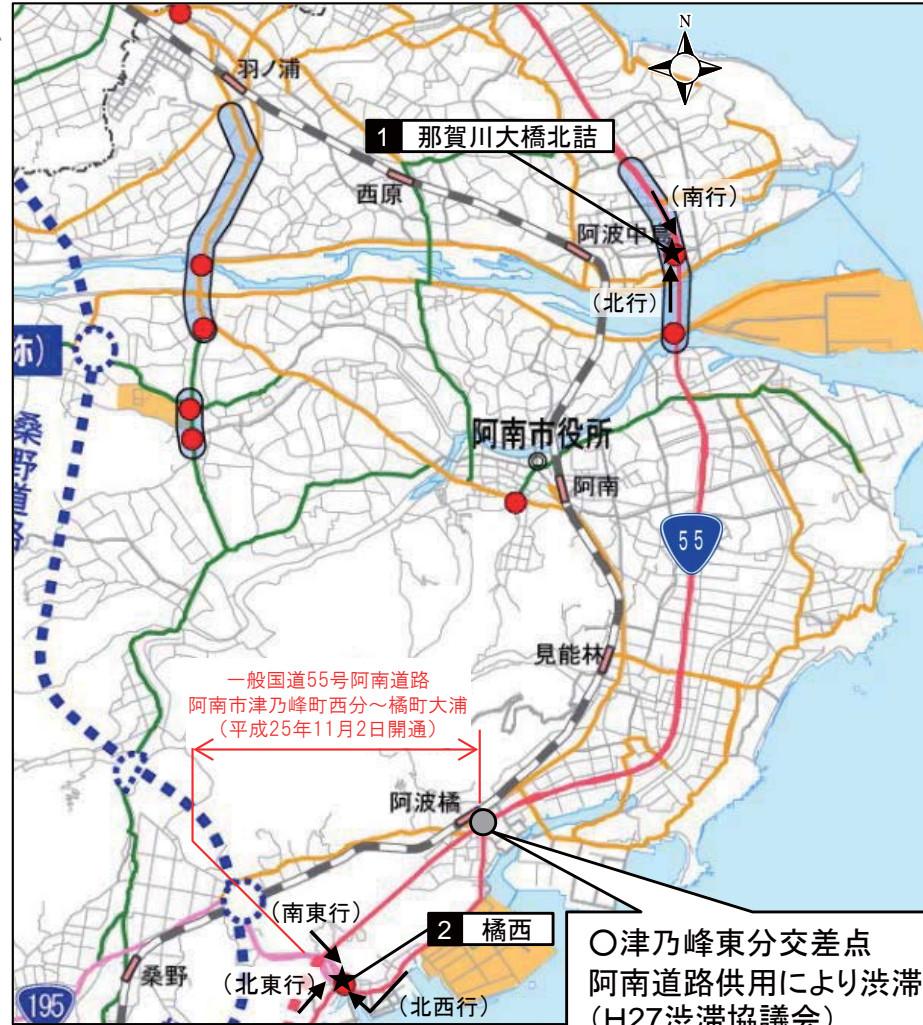 N
羽ノ浦
1 那賀川大橋北詰
西原
(南行)
阿波中島
(北行)
桑野道路
阿南市役所
阿南
55
見能林
一般国道55号阿南道路
阿南市津乃峰町西分～橘町大浦
(平成25年11月2日開通)
阿波橘
(南東行)
2 橘西
桑野
(北東行)
(北西行)
195
○津乃峰東分交差点
阿南道路供用により渋滞
(H27渋滞協議会)